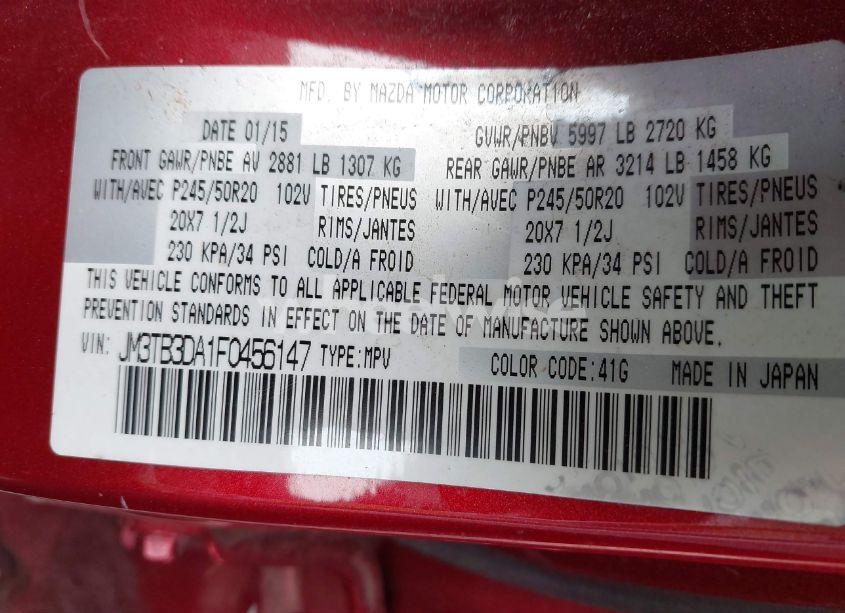 MFD. BY MAZDA MOTOR CORPORATION
DATE 01/15 GVWR/PNBV 5997 LB 2720 KG
FRONT GAWR/PNBE AV 2881 LB 1307 KG REAR GAWR/PNBE AR 3214 LB 1458 KG
WITH/AVEC P245/50R20 102V TIRES/PNEUS WITH/AVEC P245/50R20 102V TIRES/PNEUS
20X7 1/2J RIMS/JANTES 20X7 1/2J RIMS/JANTES
230 KPA/34 PSI COLD/A FROID 230 KPA/34 PSI COLD/A FROID
THIS VEHICLE CONFORMS TO ALL APPLICABLE FEDERAL MOTOR VEHICLE SAFETY AND THEFT
PREVENTION STANDARDS IN EFFECT ON THE DATE OF MANUFACTURE SHOWN ABOVE.
VIN: JM3TB3DA1F0456147 TYPE:MPV COLOR CODE:41G MADE IN JAPAN